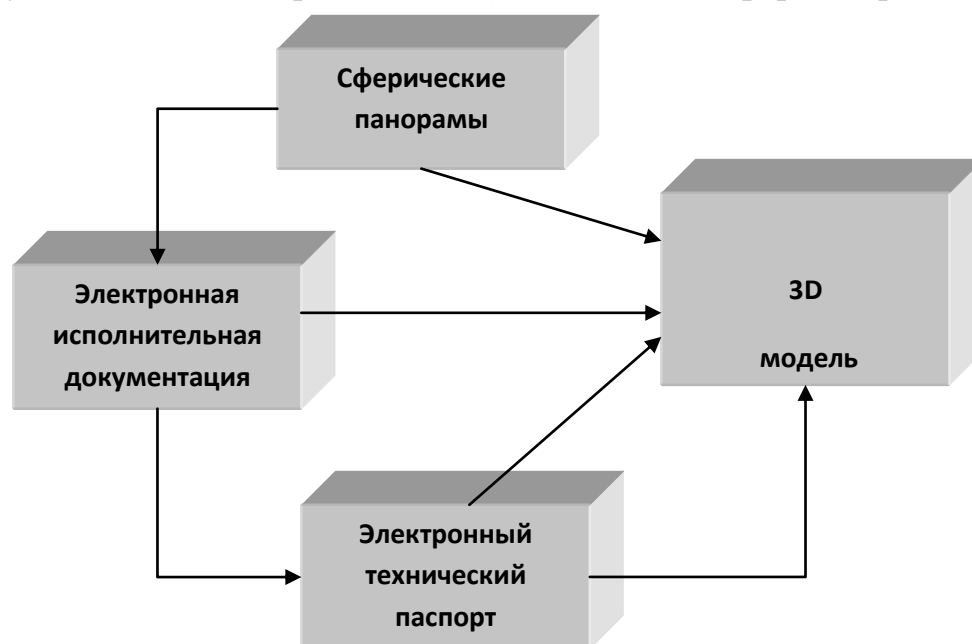 Сферические
панорамы
Электронная
исполнительная
документация
3D
модель
Электронный
технический
паспорт